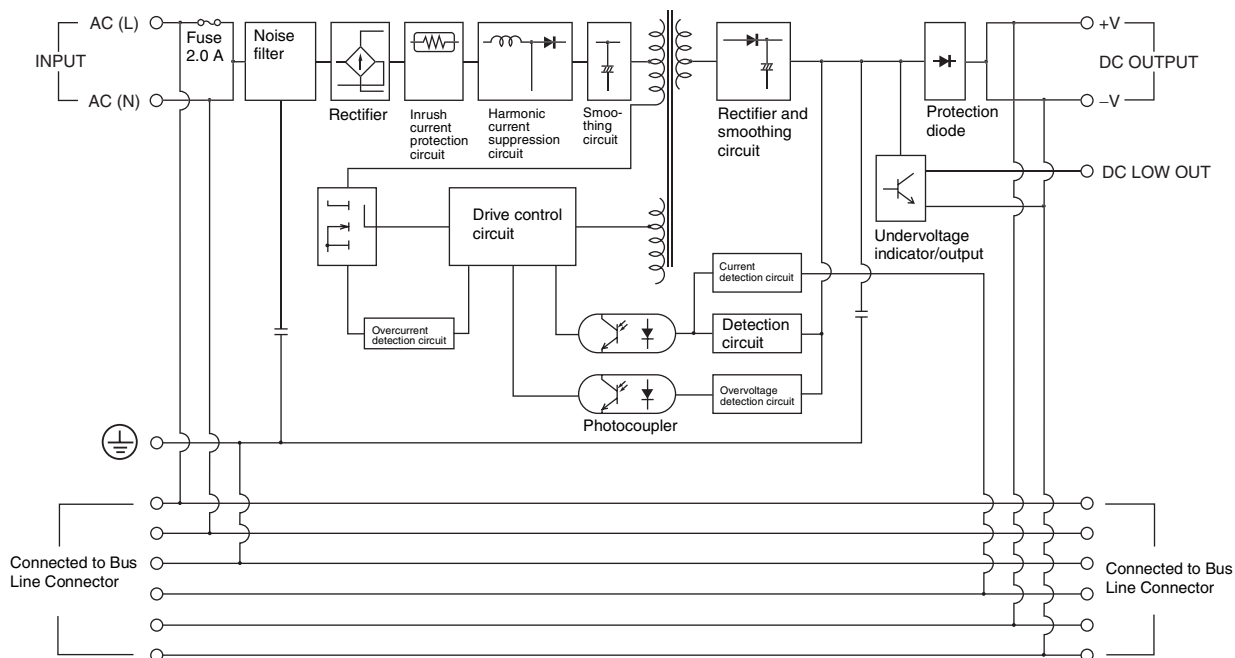 AC (L)
INPUT
AC (N)
Fuse
2.0 A
Noise
filter
Rectifier
Inrush
current
protection
circuit
Harmonic
current
suppression
circuit
Smoo-
thing
circuit
Rectifier and
smoothing
circuit
Protection
diode
+V
DC OUTPUT
–V
DC LOW OUT
Undervoltage
indicator/output
Drive control
circuit
Overcurrent
detection circuit
Current
detection circuit
Detection
circuit
Overvoltage
detection circuit
Photocoupler
Connected to Bus
Line Connector
Connected to Bus
Line Connector